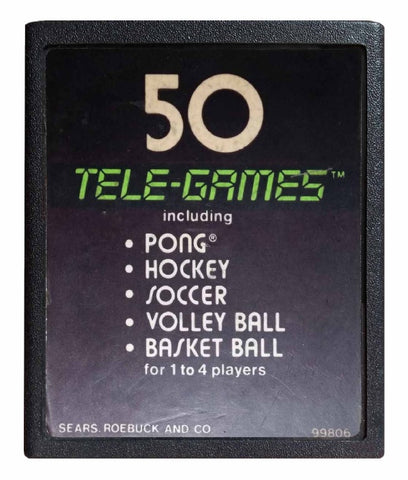 50
TELE-GAMES™
including
• PONG®
• HOCKEY
• SOCCER
• VOLLEY BALL
• BASKET BALL
for 1 to 4 players
SEARS, ROEBUCK AND CO. 99806